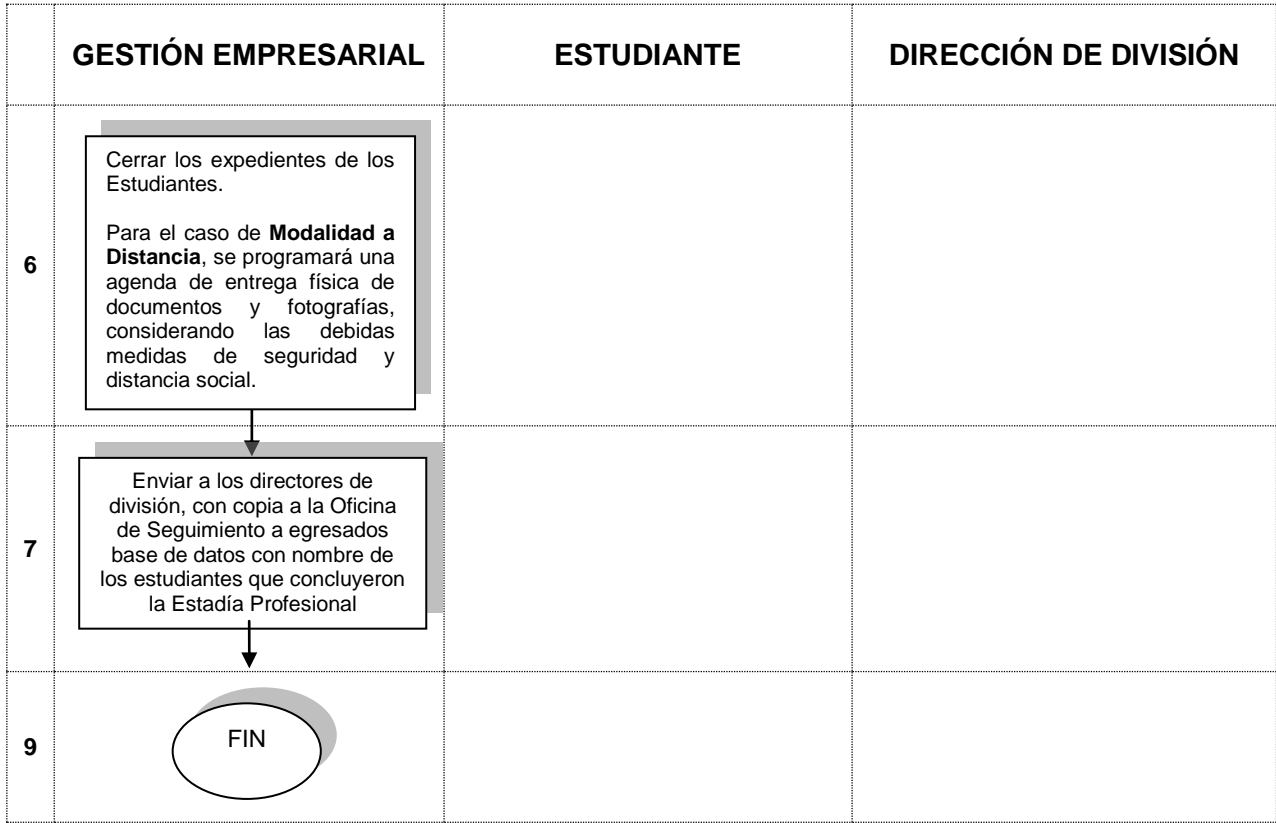 GESTIÓN EMPRESARIAL
ESTUDIANTE
DIRECCIÓN DE DIVISIÓN
6
Cerrar los expedientes de los
Estudiantes.
Para el caso de Modalidad a
Distancia, se programará una
agenda de entrega física de
documentos y fotografías,
considerando las debidas
medidas de seguridad y
distancia social.
7
Enviar a los directores de
división, con copia a la Oficina
de Seguimiento a egresados
base de datos con nombre de
los estudiantes que concluyeron
la Estadía Profesional
9
FIN